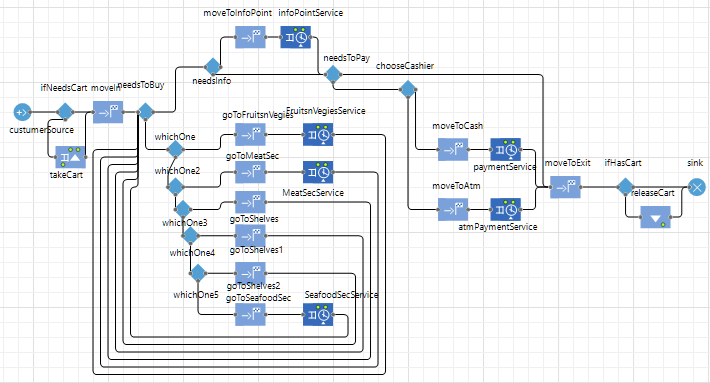 moveToInfoPoint
infoPointService
needsToPay
chooseCashier
needsInfo
ifNeedsCart
moveIn
needsToBuy
custumerSource
takeCart
goToFruitsnVegies
FruitsnVegiesService
whichOne
goToMeatSec
MeatSecService
whichOne2
goToShelves
whichOne3
goToShelves1
whichOne4
goToShelves2
whichOne5
goToSeafoodSec
SeafoodSecService
moveToCash
paymentService
moveToAtm
atmPaymentService
moveToExit
ifHasCart
releaseCart
sink